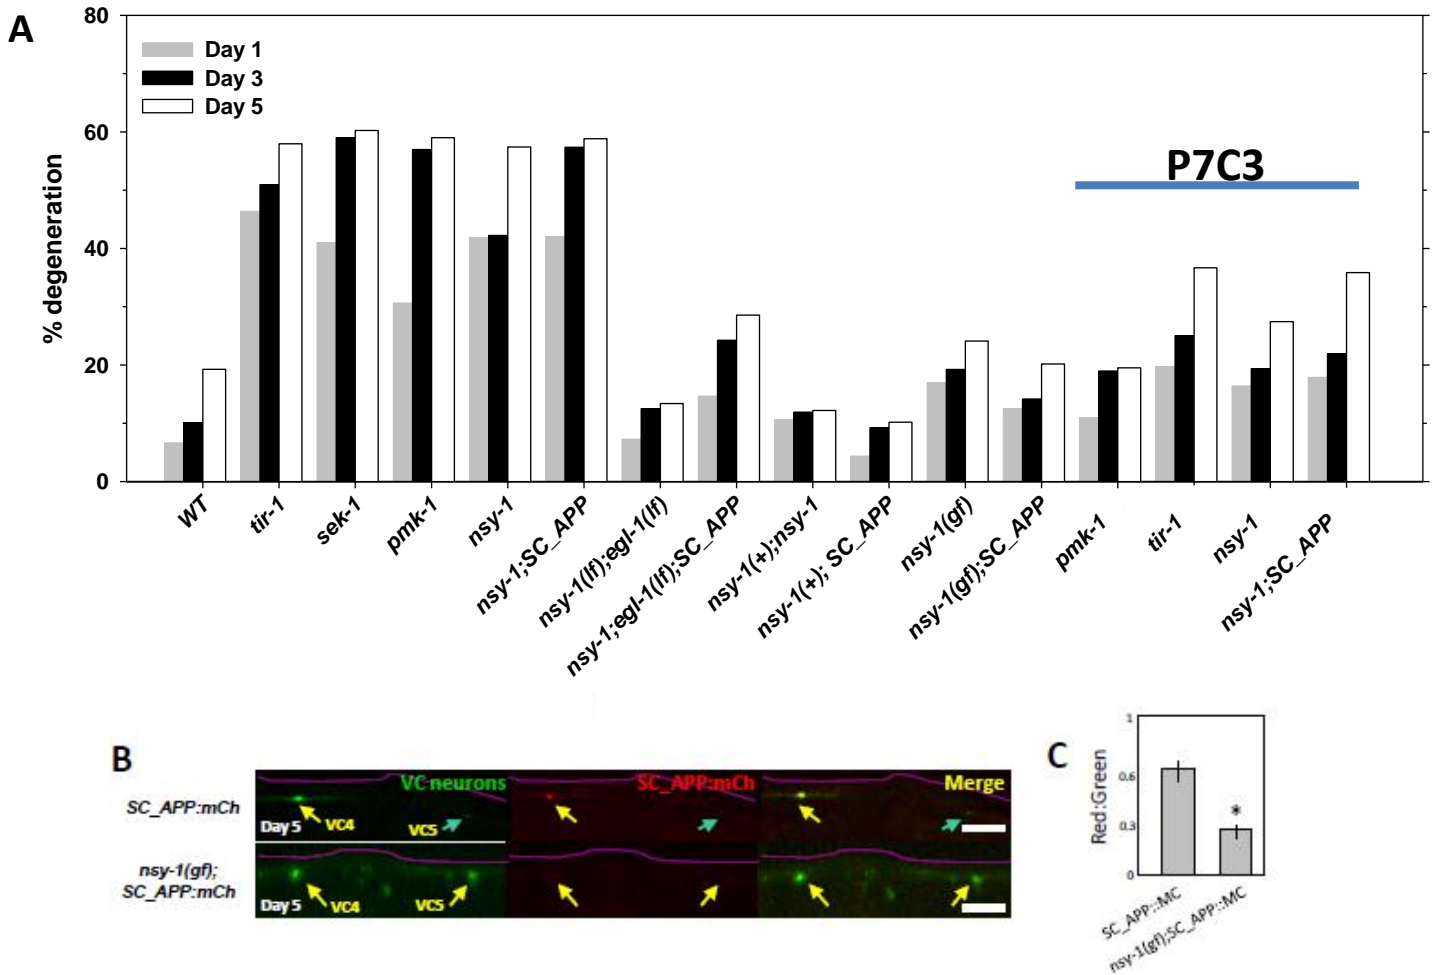 A
80
60
40
20
0
% degeneration
Day 1
Day 3
Day 5
P7C3
WT
tir-1
sek-1
pmk-1
nsy-1
nsy-1;SC_APP
nsy-1(lf);egl-1(lf)
nsy-1;egl-1(lf);SC_APP
nsy-1(+);nsy-1
nsy-1(+); SC_APP
nsy-1(gf)
nsy-1(gf);SC_APP
pmk-1
tir-1
nsy-1
nsy-1;SC_APP
B
VC neurons
SC_APP:mCh
Merge
SC_APP:mCh
VC4
Day 5
VC5
nsy-1(gf);
SC_APP:mCh
Day 5
VC4
VC5
C
Red:Green
1
0.6
0.3
0
*
SC_APP::MC
nsy-1(gf);SC_APP::MC